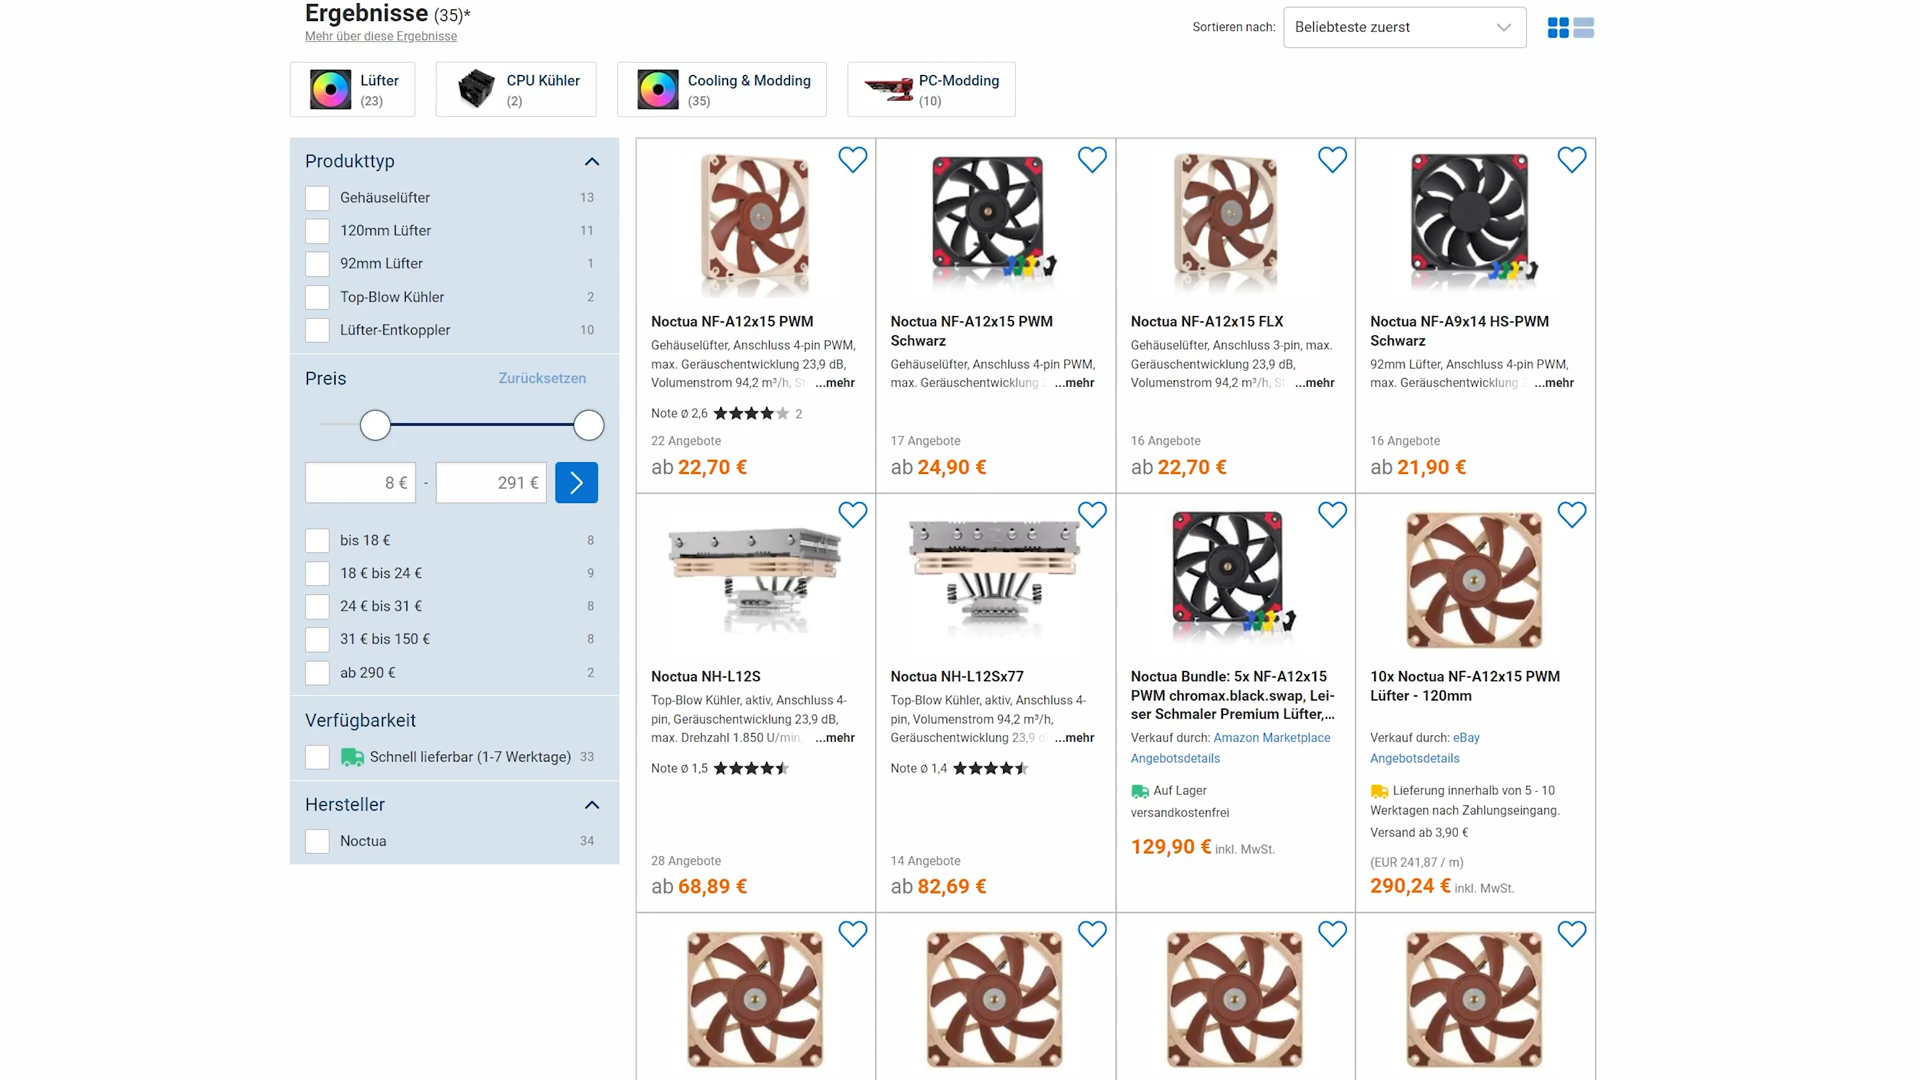 Ergebnisse (35)*
Mehr über diese Ergebnisse
Sortieren nach:
Beliebteste zuerst
Lüfter
(23)
CPU Kühler
(2)
Cooling & Modding
(35)
PC-Modding
(10)
Produkttyp
Gehäuselüfter 13
120mm Lüfter 11
92mm Lüfter 1
Top-Blow Kühler 2
Lüfter-Entkoppler 10
Preis Zurücksetzen
8 € - 291 €
bis 18 € 8
18 € bis 24 € 9
24 € bis 31 € 8
31 € bis 150 € 8
ab 290 € 2
Verfügbarkeit
Schnell lieferbar (1-7 Werktage) 33
Hersteller
Noctua 34
Noctua NF-A12x15 PWM
Gehäuselüfter, Anschluss 4-pin PWM,
max. Geräuschentwicklung 23,9 dB,
Volumenstrom 94,2 m³/h, ...mehr
Note ø 2,6 2
22 Angebote
ab 22,70 €
Noctua NF-A12x15 PWM
Schwarz
Gehäuselüfter, Anschluss 4-pin PWM,
max. Geräuschentwicklung ...mehr
17 Angebote
ab 24,90 €
Noctua NF-A12x15 FLX
Gehäuselüfter, Anschluss 3-pin, max.
Geräuschentwicklung 23,9 dB,
Volumenstrom 94,2 m³/h, ...mehr
16 Angebote
ab 22,70 €
Noctua NF-A9x14 HS-PWM
Schwarz
92mm Lüfter, Anschluss 4-pin PWM,
max. Geräuschentwicklung ...mehr
16 Angebote
ab 21,90 €
Noctua NH-L12S
Top-Blow Kühler, aktiv, Anschluss 4-
pin, Geräuschentwicklung 23,9 dB,
max. Drehzahl 1.850 U/min, ...mehr
Note ø 1,5
28 Angebote
ab 68,89 €
Noctua NH-L12Sx77
Top-Blow Kühler, aktiv, Anschluss 4-
pin, Volumenstrom 94,2 m³/h,
Geräuschentwicklung 23,9 ...mehr
Note ø 1,4
14 Angebote
ab 82,69 €
Noctua Bundle: 5x NF-A12x15
PWM chromax.black.swap, Lei-
ser Schmaler Premium Lüfter,...
Verkauf durch: Amazon Marketplace
Angebotsdetails
Auf Lager
versandkostenfrei
129,90 € inkl. MwSt.
10x Noctua NF-A12x15 PWM
Lüfter - 120mm
Verkauf durch: eBay
Angebotsdetails
Lieferung innerhalb von 5 - 10
Werktagen nach Zahlungseingang.
Versand ab 3,90 €
(EUR 241,87 / m)
290,24 € inkl. MwSt.